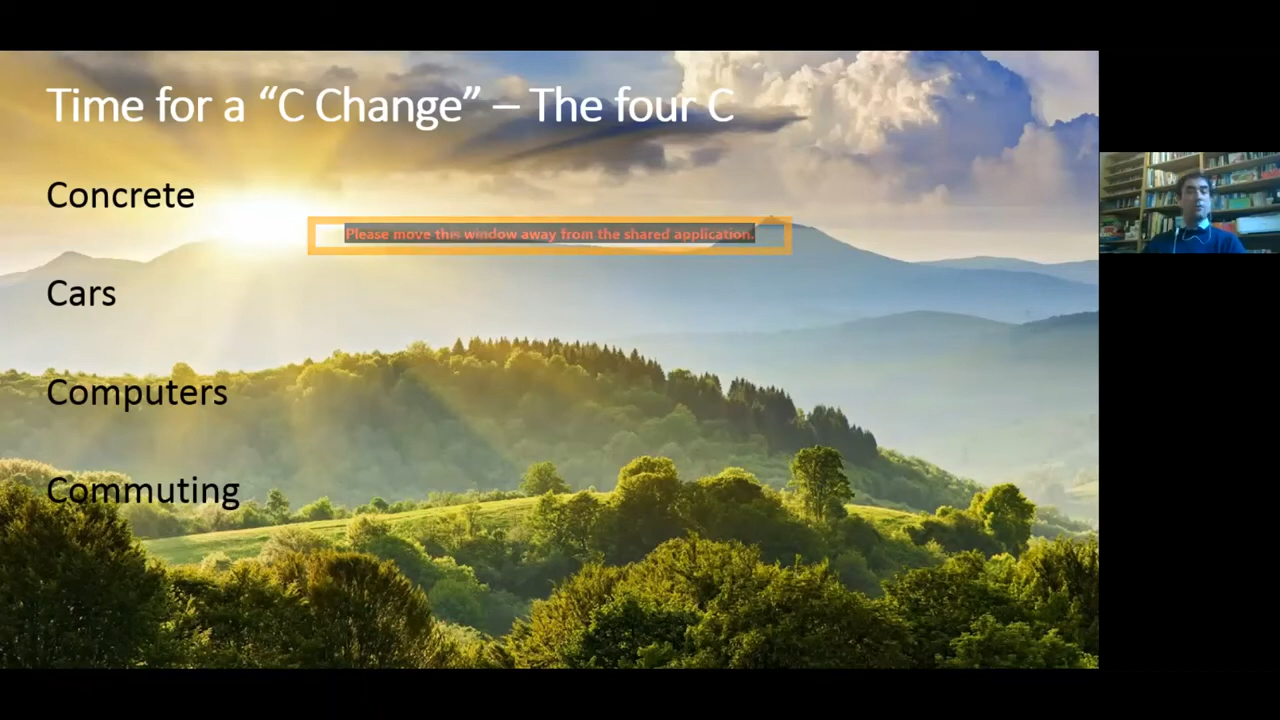 Time for a “C Change” – The four C
Concrete
Please move this window away from the shared application.
Cars
Computers
Commuting